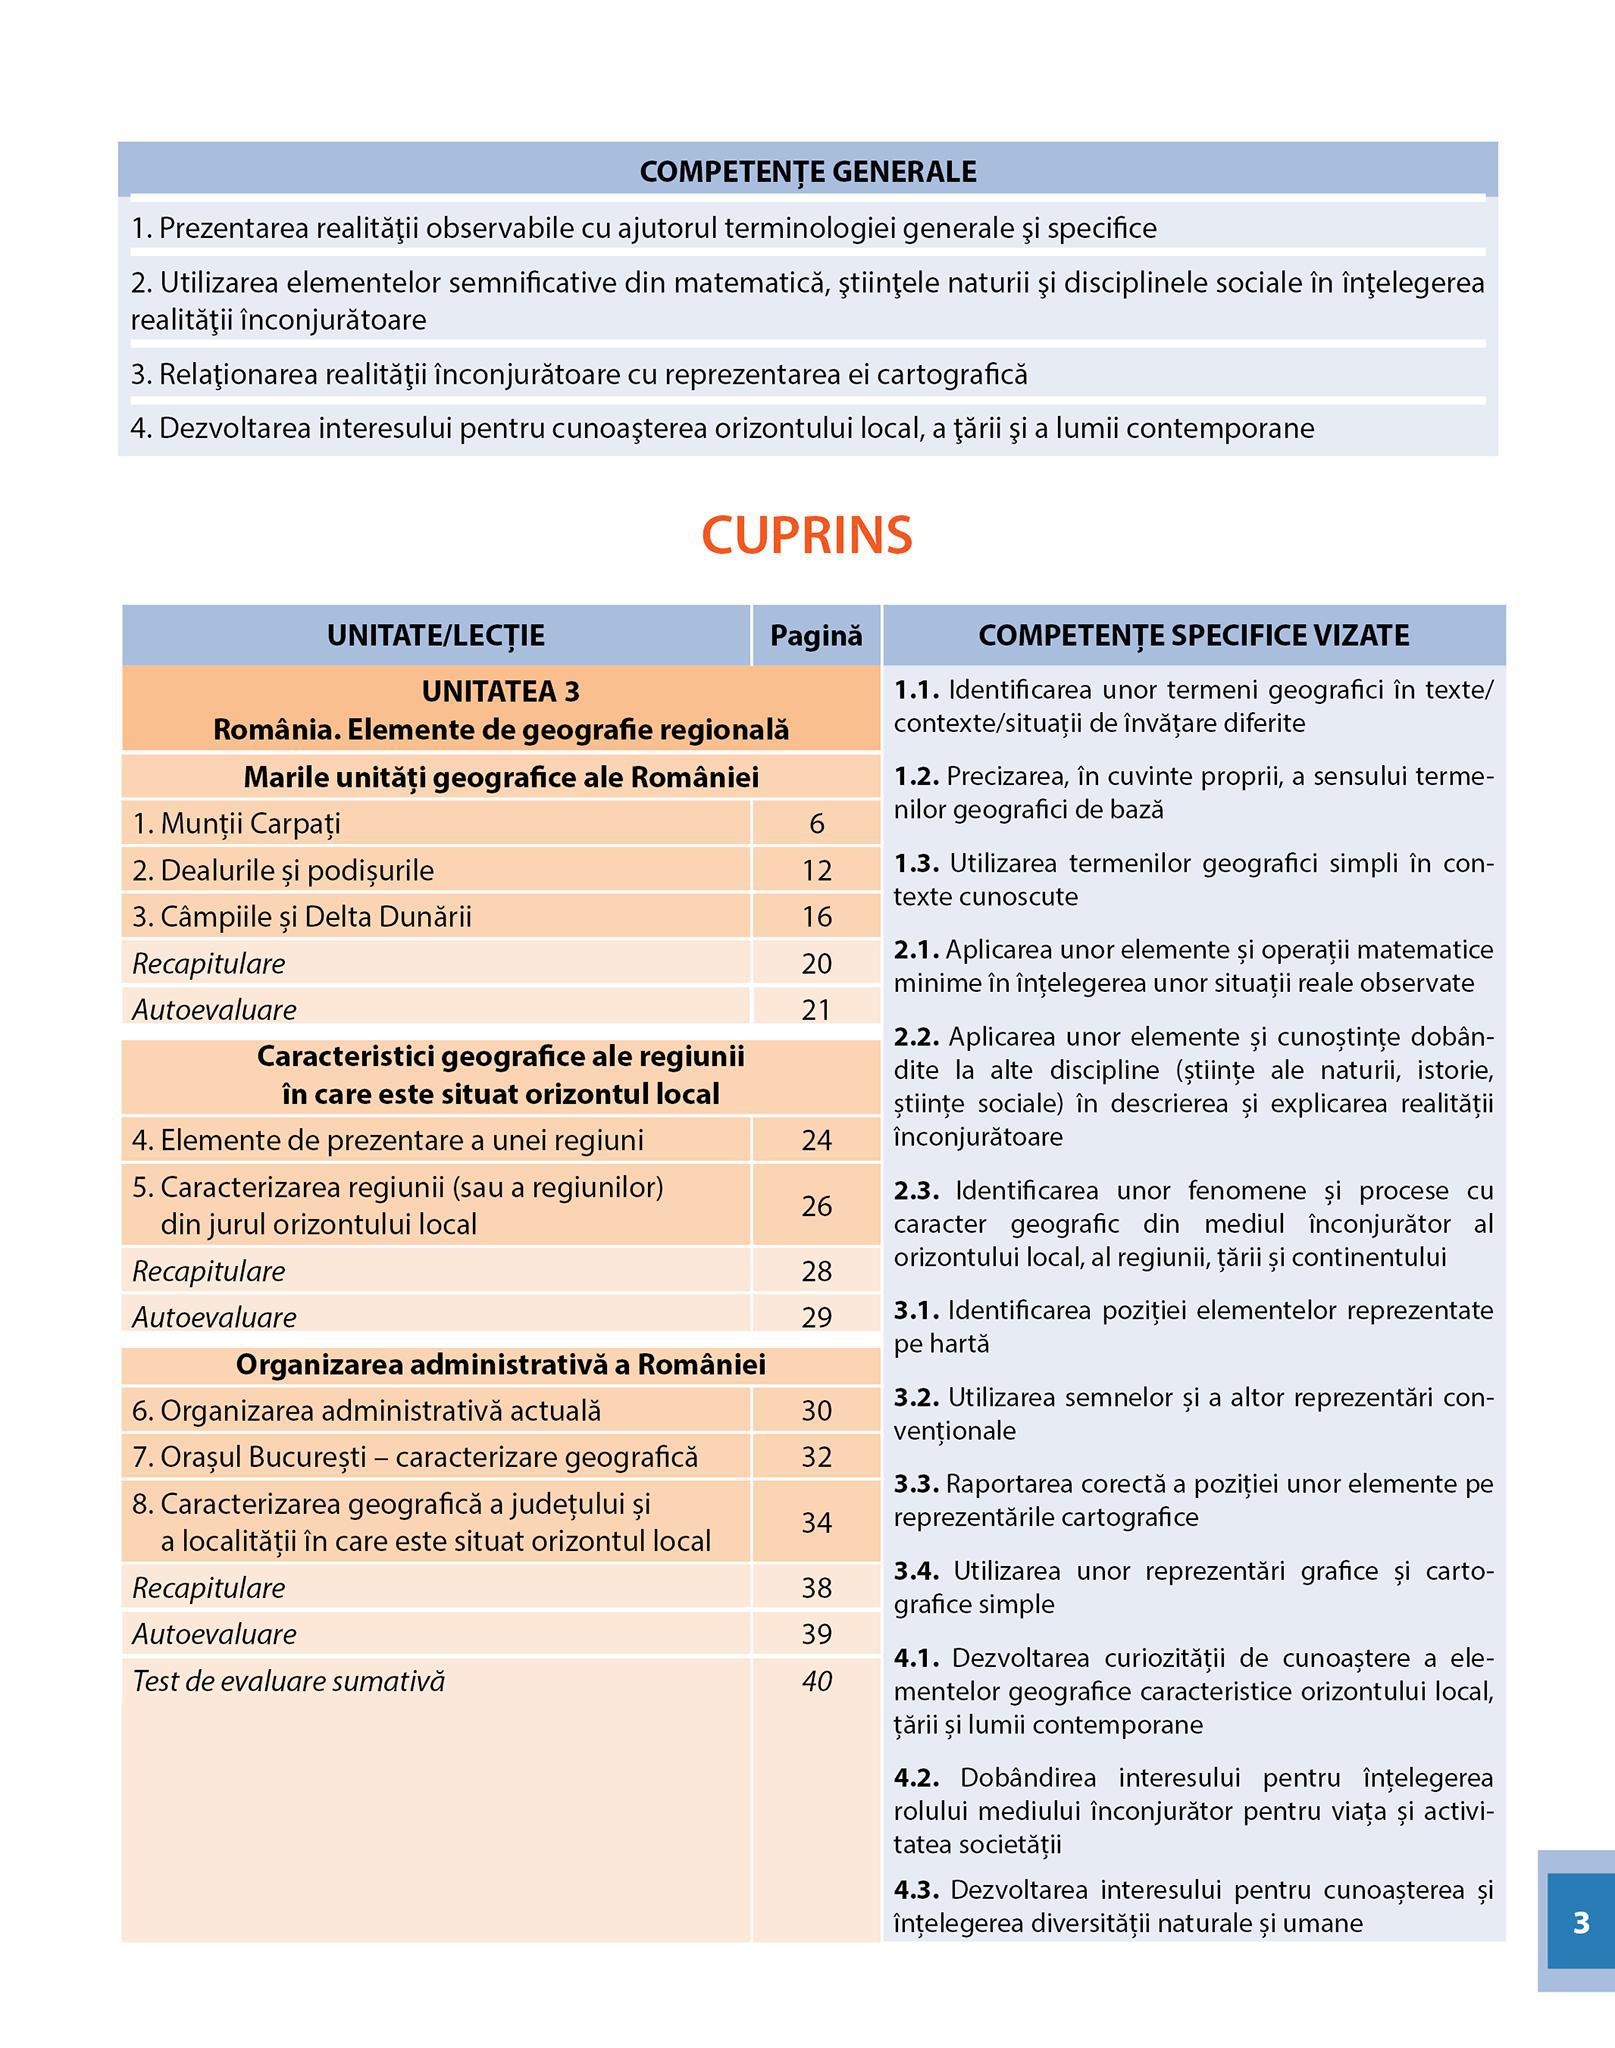 COMPETENȚE GENERALE
1. Prezentarea realităţii observabile cu ajutorul terminologiei generale şi specifice
2. Utilizarea elementelor semnificative din matematică, ştiinţele naturii şi disciplinele sociale în înţelegerea
realităţii înconjurătoare
3. Relaţionarea realităţii înconjurătoare cu reprezentarea ei cartografică
4. Dezvoltarea interesului pentru cunoaşterea orizontului local, a ţării şi a lumii contemporane
CUPRINS
UNITATE/LECȚIE
Pagină
COMPETENȚE SPECIFICE VIZATE
UNITATEA 3
România. Elemente de geografie regională
Marile unități geografice ale României
1. Munții Carpați 6
2. Dealurile și podișurile 12
3. Câmpiile și Delta Dunării 16
Recapitulare 20
Autoevaluare 21
Caracteristici geografice ale regiunii
în care este situat orizontul local
4. Elemente de prezentare a unei regiuni 24
5. Caracterizarea regiunii (sau a regiunilor)
din jurul orizontului local 26
Recapitulare 28
Autoevaluare 29
Organizarea administrativă a României
6. Organizarea administrativă actuală 30
7. Orașul București – caracterizare geografică 32
8. Caracterizarea geografică a județului și
a localității în care este situat orizontul local 34
Recapitulare 38
Autoevaluare 39
Test de evaluare sumativă 40
1.1. Identificarea unor termeni geografici în texte/
contexte/situații de învățare diferite
1.2. Precizarea, în cuvinte proprii, a sensului terme-
nilor geografici de bază
1.3. Utilizarea termenilor geografici simpli în con-
texte cunoscute
2.1. Aplicarea unor elemente și operații matematice
minime în înțelegerea unor situații reale observate
2.2. Aplicarea unor elemente și cunoștințe dobân-
dite la alte discipline (științe ale naturii, istorie,
științe sociale) în descrierea și explicarea realității
înconjurătoare
2.3. Identificarea unor fenomene și procese cu
caracter geografic din mediul înconjurător al
orizontului local, al regiunii, țării și continentului
3.1. Identificarea poziției elementelor reprezentate
pe hartă
3.2. Utilizarea semnelor și a altor reprezentări con-
venționale
3.3. Raportarea corectă a poziției unor elemente pe
reprezentările cartografice
3.4. Utilizarea unor reprezentări grafice și carto-
grafice simple
4.1. Dezvoltarea curiozității de cunoaștere a ele-
mentelor geografice caracteristice orizontului local,
țării și lumii contemporane
4.2. Dobândirea interesului pentru înțelegerea
rolului mediului înconjurător pentru viața și activi-
tatea societății
4.3. Dezvoltarea interesului pentru cunoașterea și
înțelegerea diversității naturale și umane
3